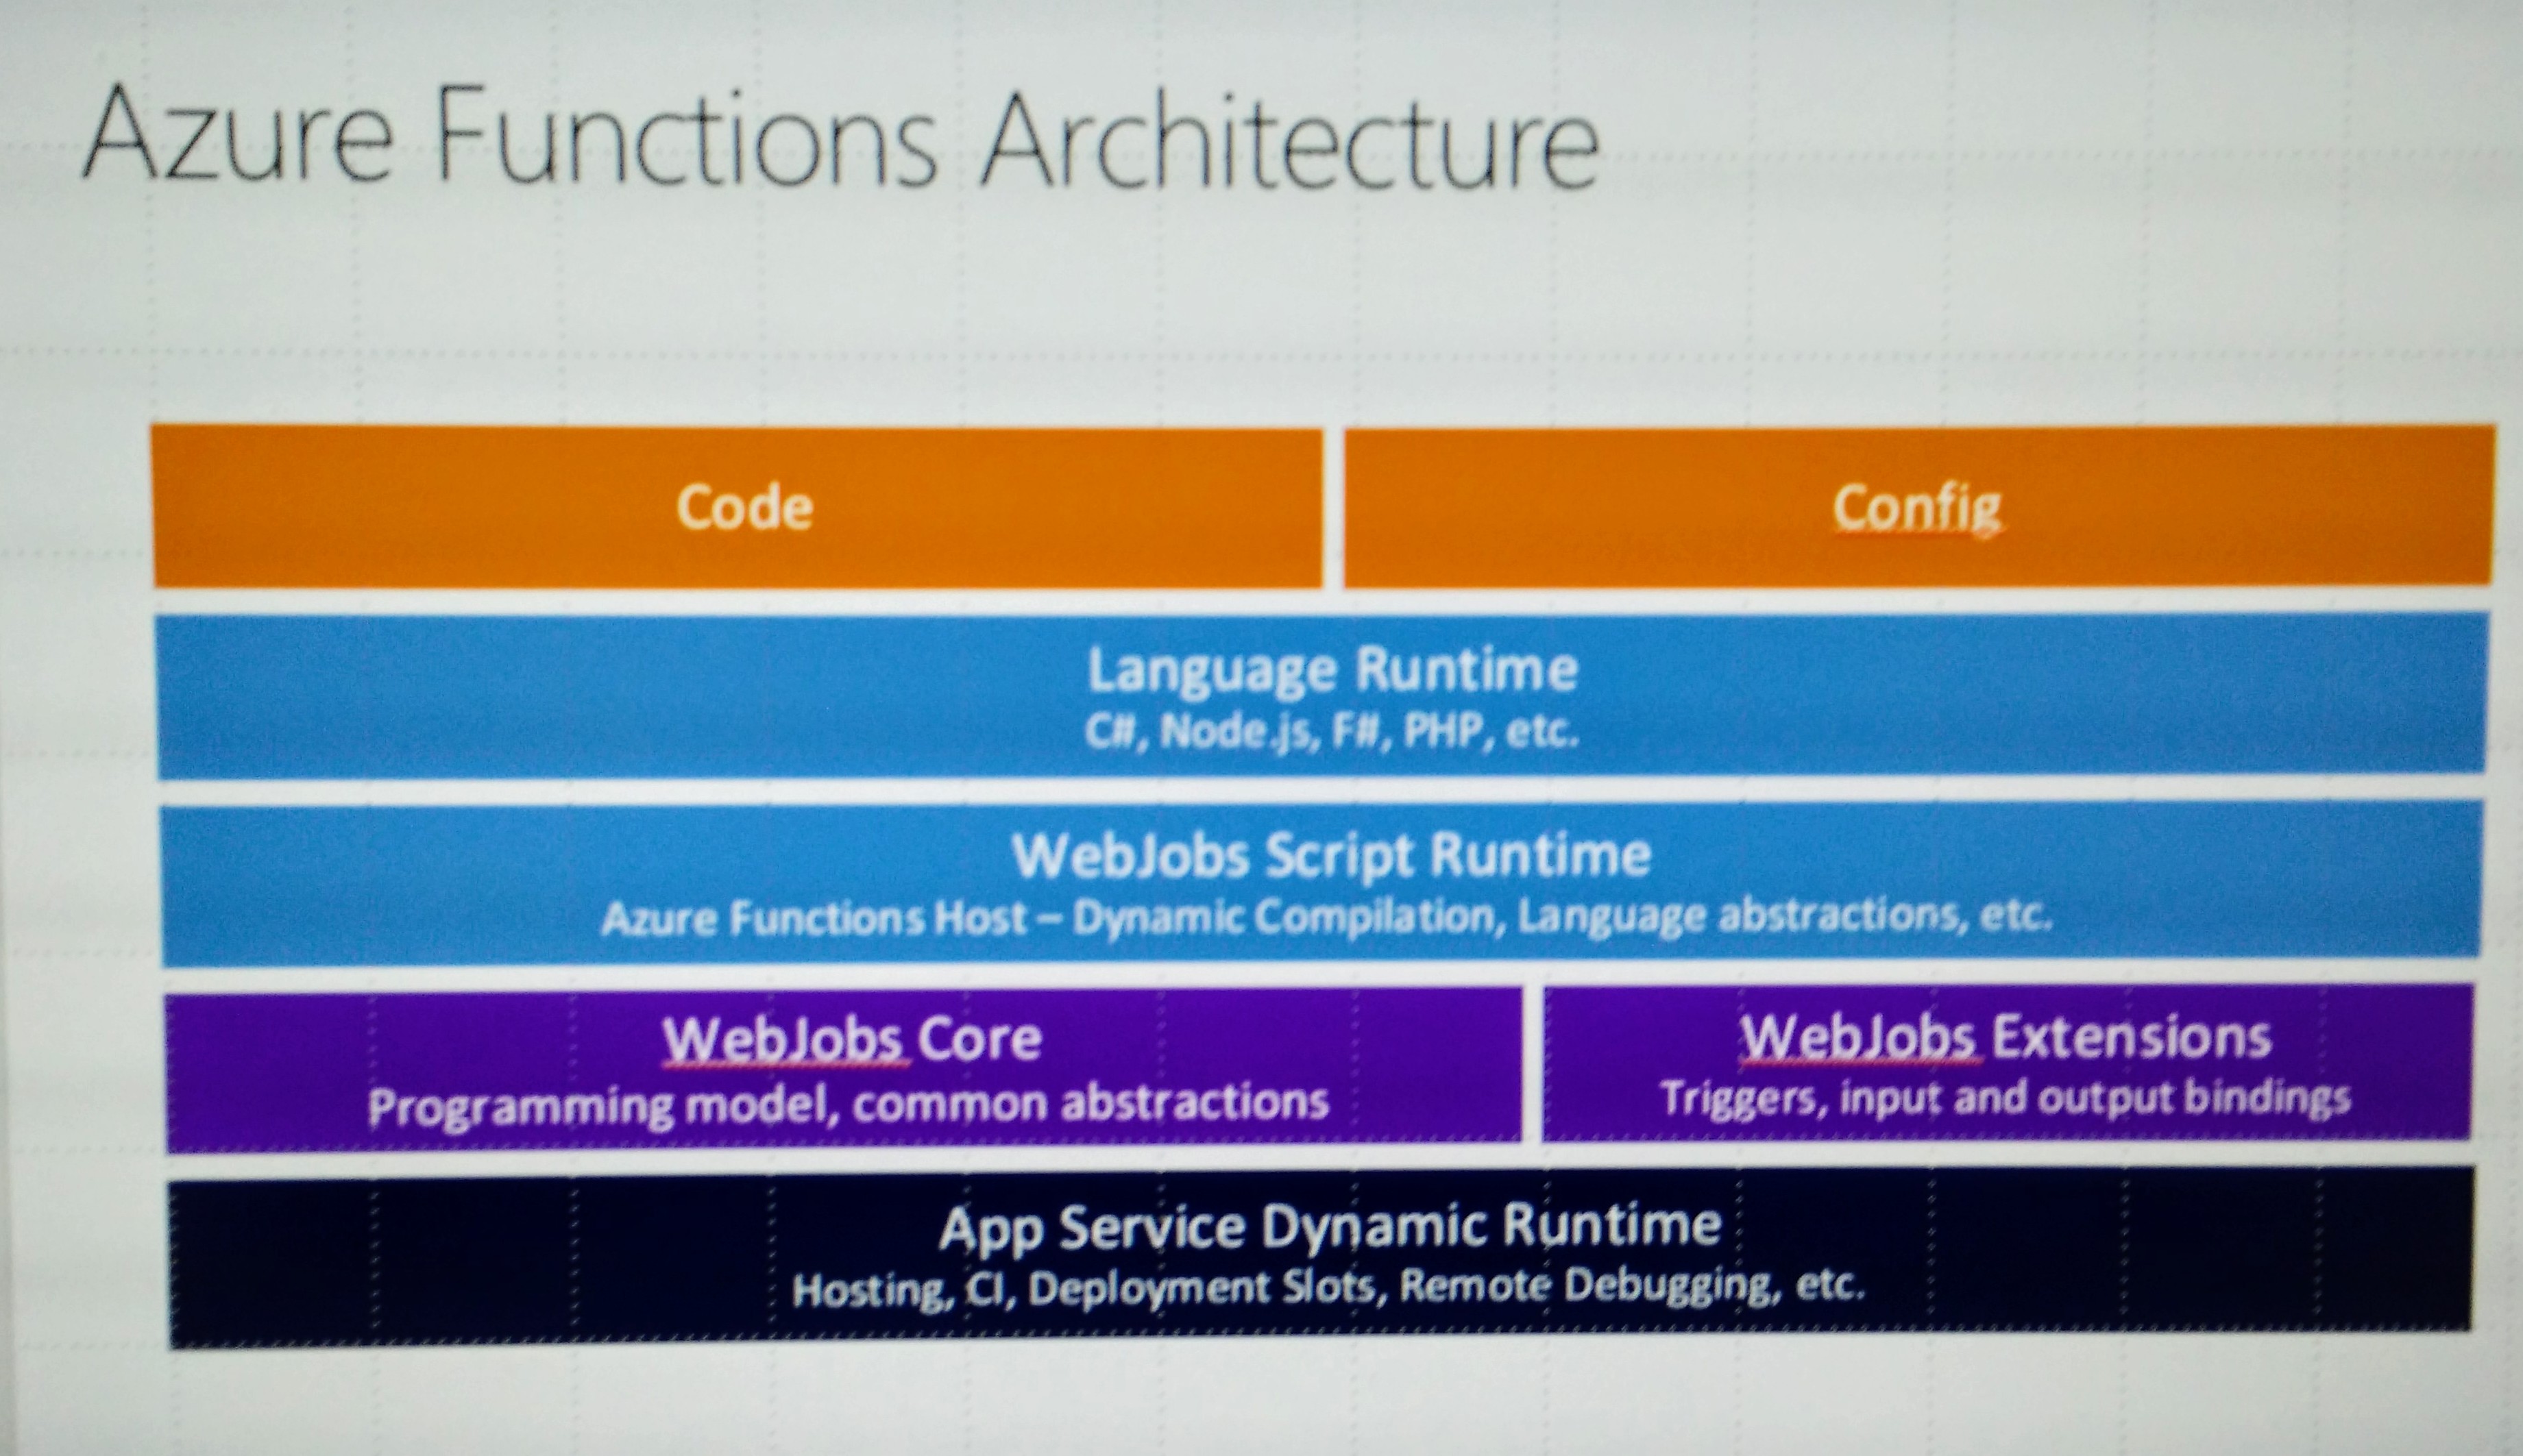 Azure Functions Architecture
Code
Config
Language Runtime
C#, Node.js, F#, PHP, etc.
WebJobs Script Runtime
Azure Functions Host – Dynamic Compilation, Language abstractions, etc.
WebJobs Core
Programming model, common abstractions
WebJobs Extensions
Triggers, input and output bindings
App Service Dynamic Runtime
Hosting, CI, Deployment Slots, Remote Debugging, etc.